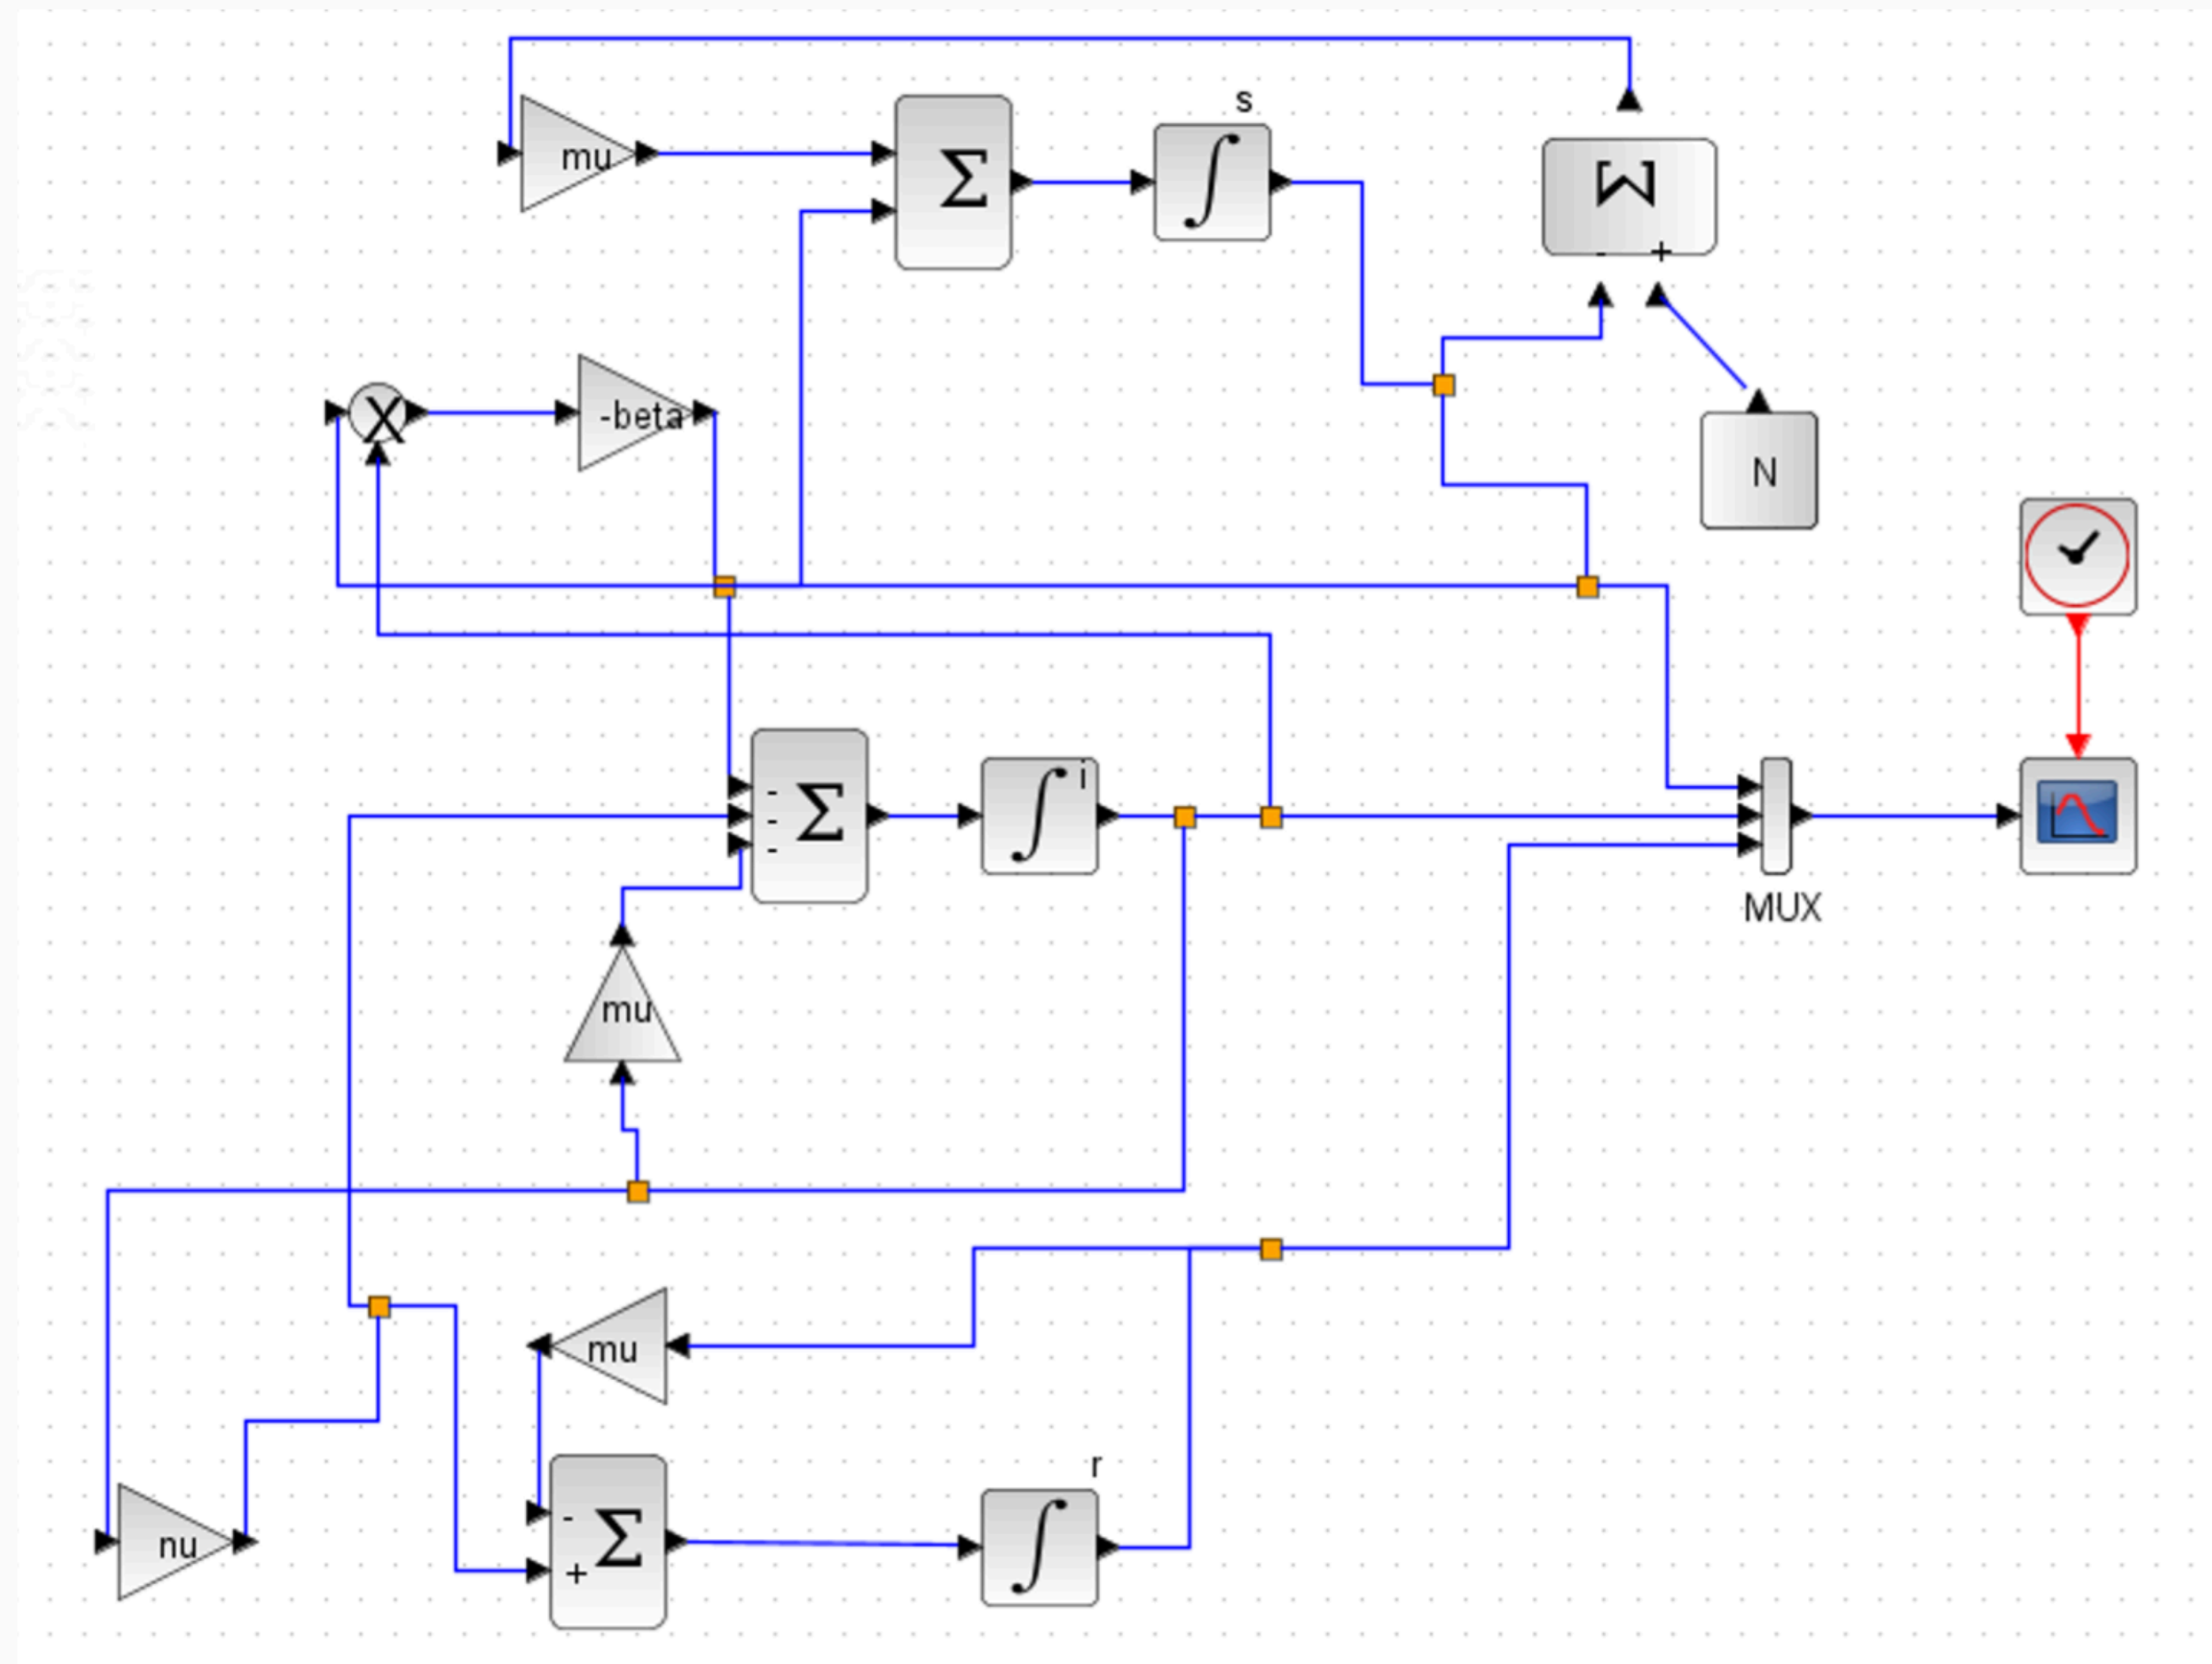 s
mu
Σ
∫
Σ
- +
X
-beta
N
i
-
-
-
Σ
∫
MUX
mu
mu
r
-
+
Σ
∫
nu